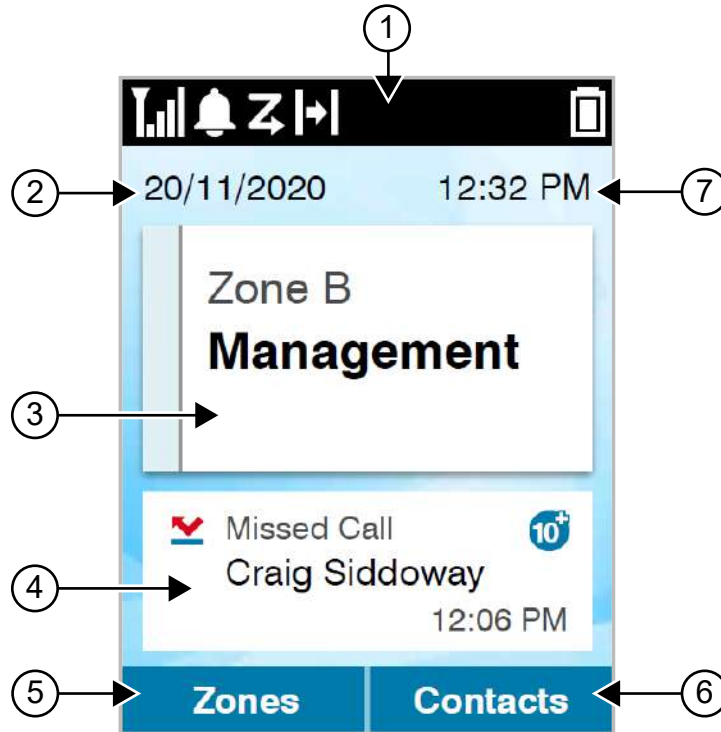 1
2
20/11/2020 12:32 PM
7
Zone B
Management
3
Missed Call 10+
Craig Siddoway
4
12:06 PM
5
Zones Contacts
6